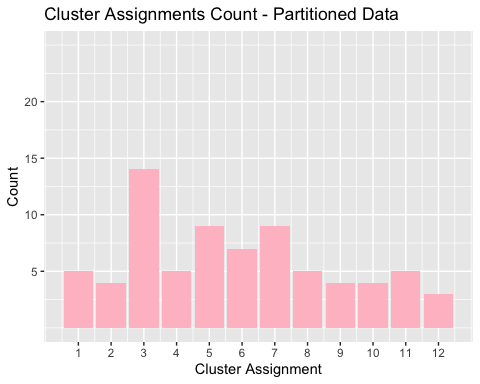 Cluster Assignments Count - Partitioned Data
20
15
10
5
Count
1 2 3 4 5 6 7 8 9 10 11 12
Cluster Assignment